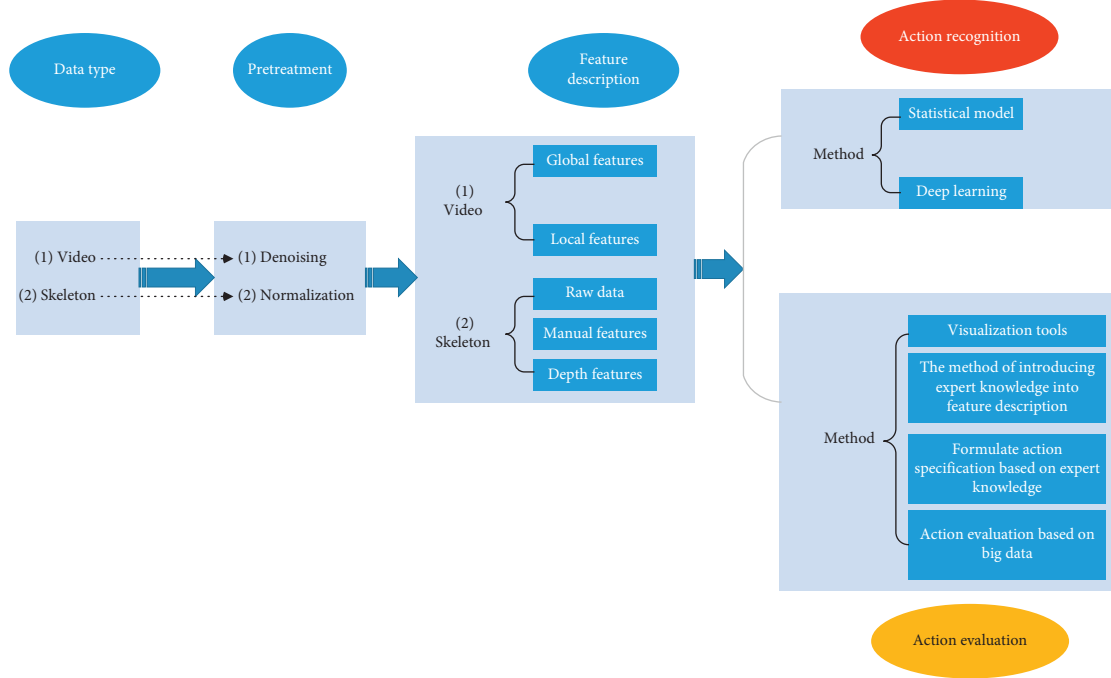 Data type
Pretreatment
Feature
description
Action recognition
(1) Video
(2) Skeleton
(1) Denoising
(2) Normalization
(1)
Video
Global features
Local features
(2)
Skeleton
Raw data
Manual features
Depth features
Method
Statistical model
Deep learning
Method
Visualization tools
The method of introducing
expert knowledge into
feature description
Formulate action
specification based on expert
knowledge
Action evaluation based on
big data
Action evaluation